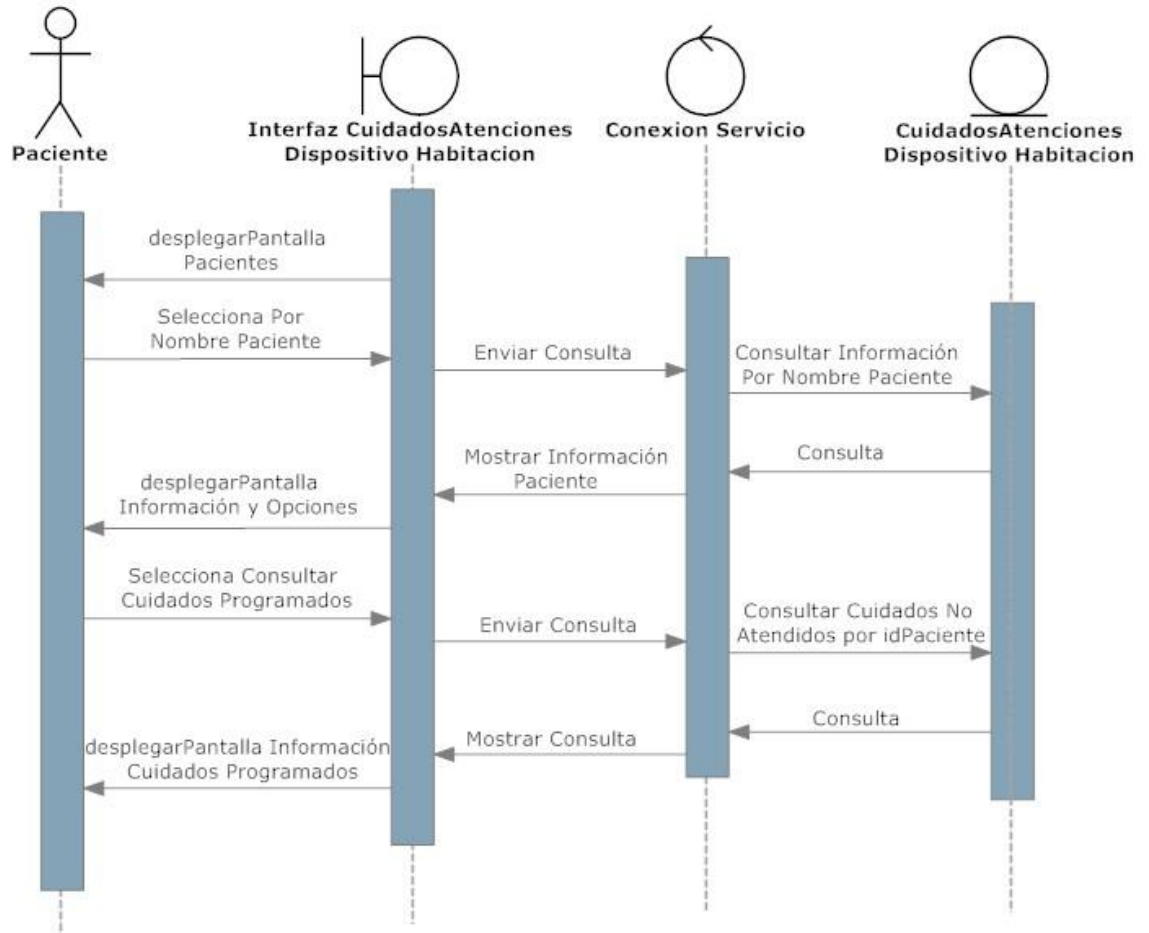 Paciente
Interfaz CuidadosAtenciones
Dispositivo Habitacion
Conexion Servicio
CuidadosAtenciones
Dispositivo Habitacion
desplegarPantalla
Pacientes
Selecciona Por
Nombre Paciente
Enviar Consulta
Consultar Información
Por Nombre Paciente
Consulta
Mostrar Información
Paciente
desplegarPantalla
Información y Opciones
Selecciona Consultar
Cuidados Programados
Enviar Consulta
Consultar Cuidados No
Atendidos por idPaciente
Consulta
Mostrar Consulta
desplegarPantalla Información
Cuidados Programados